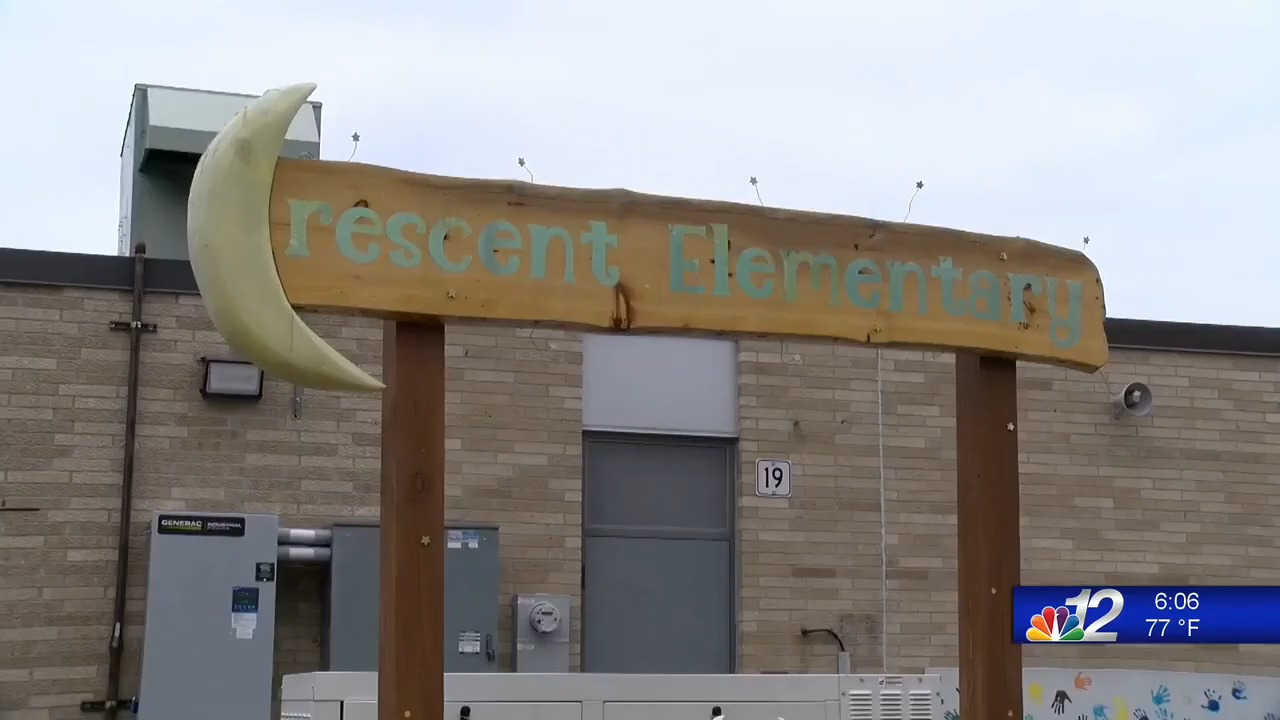 rescent Elementary
19
GENERAC INDUSTRIAL
12
6:06
77 °F